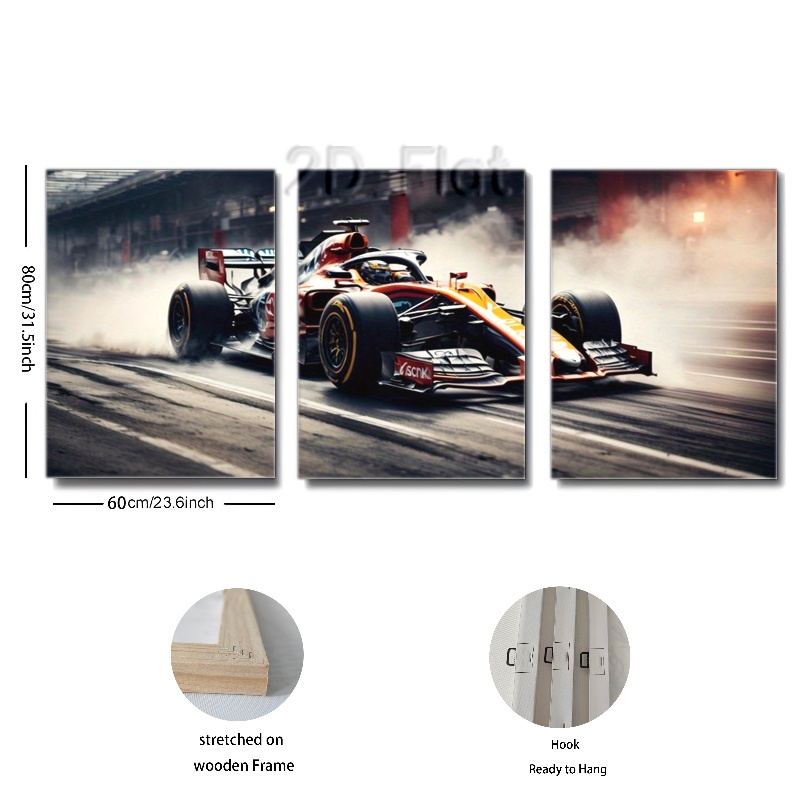 2D Flat
80cm/31.5inch
60cm/23.6inch
stretched on
wooden Frame
Hook
Ready to Hang